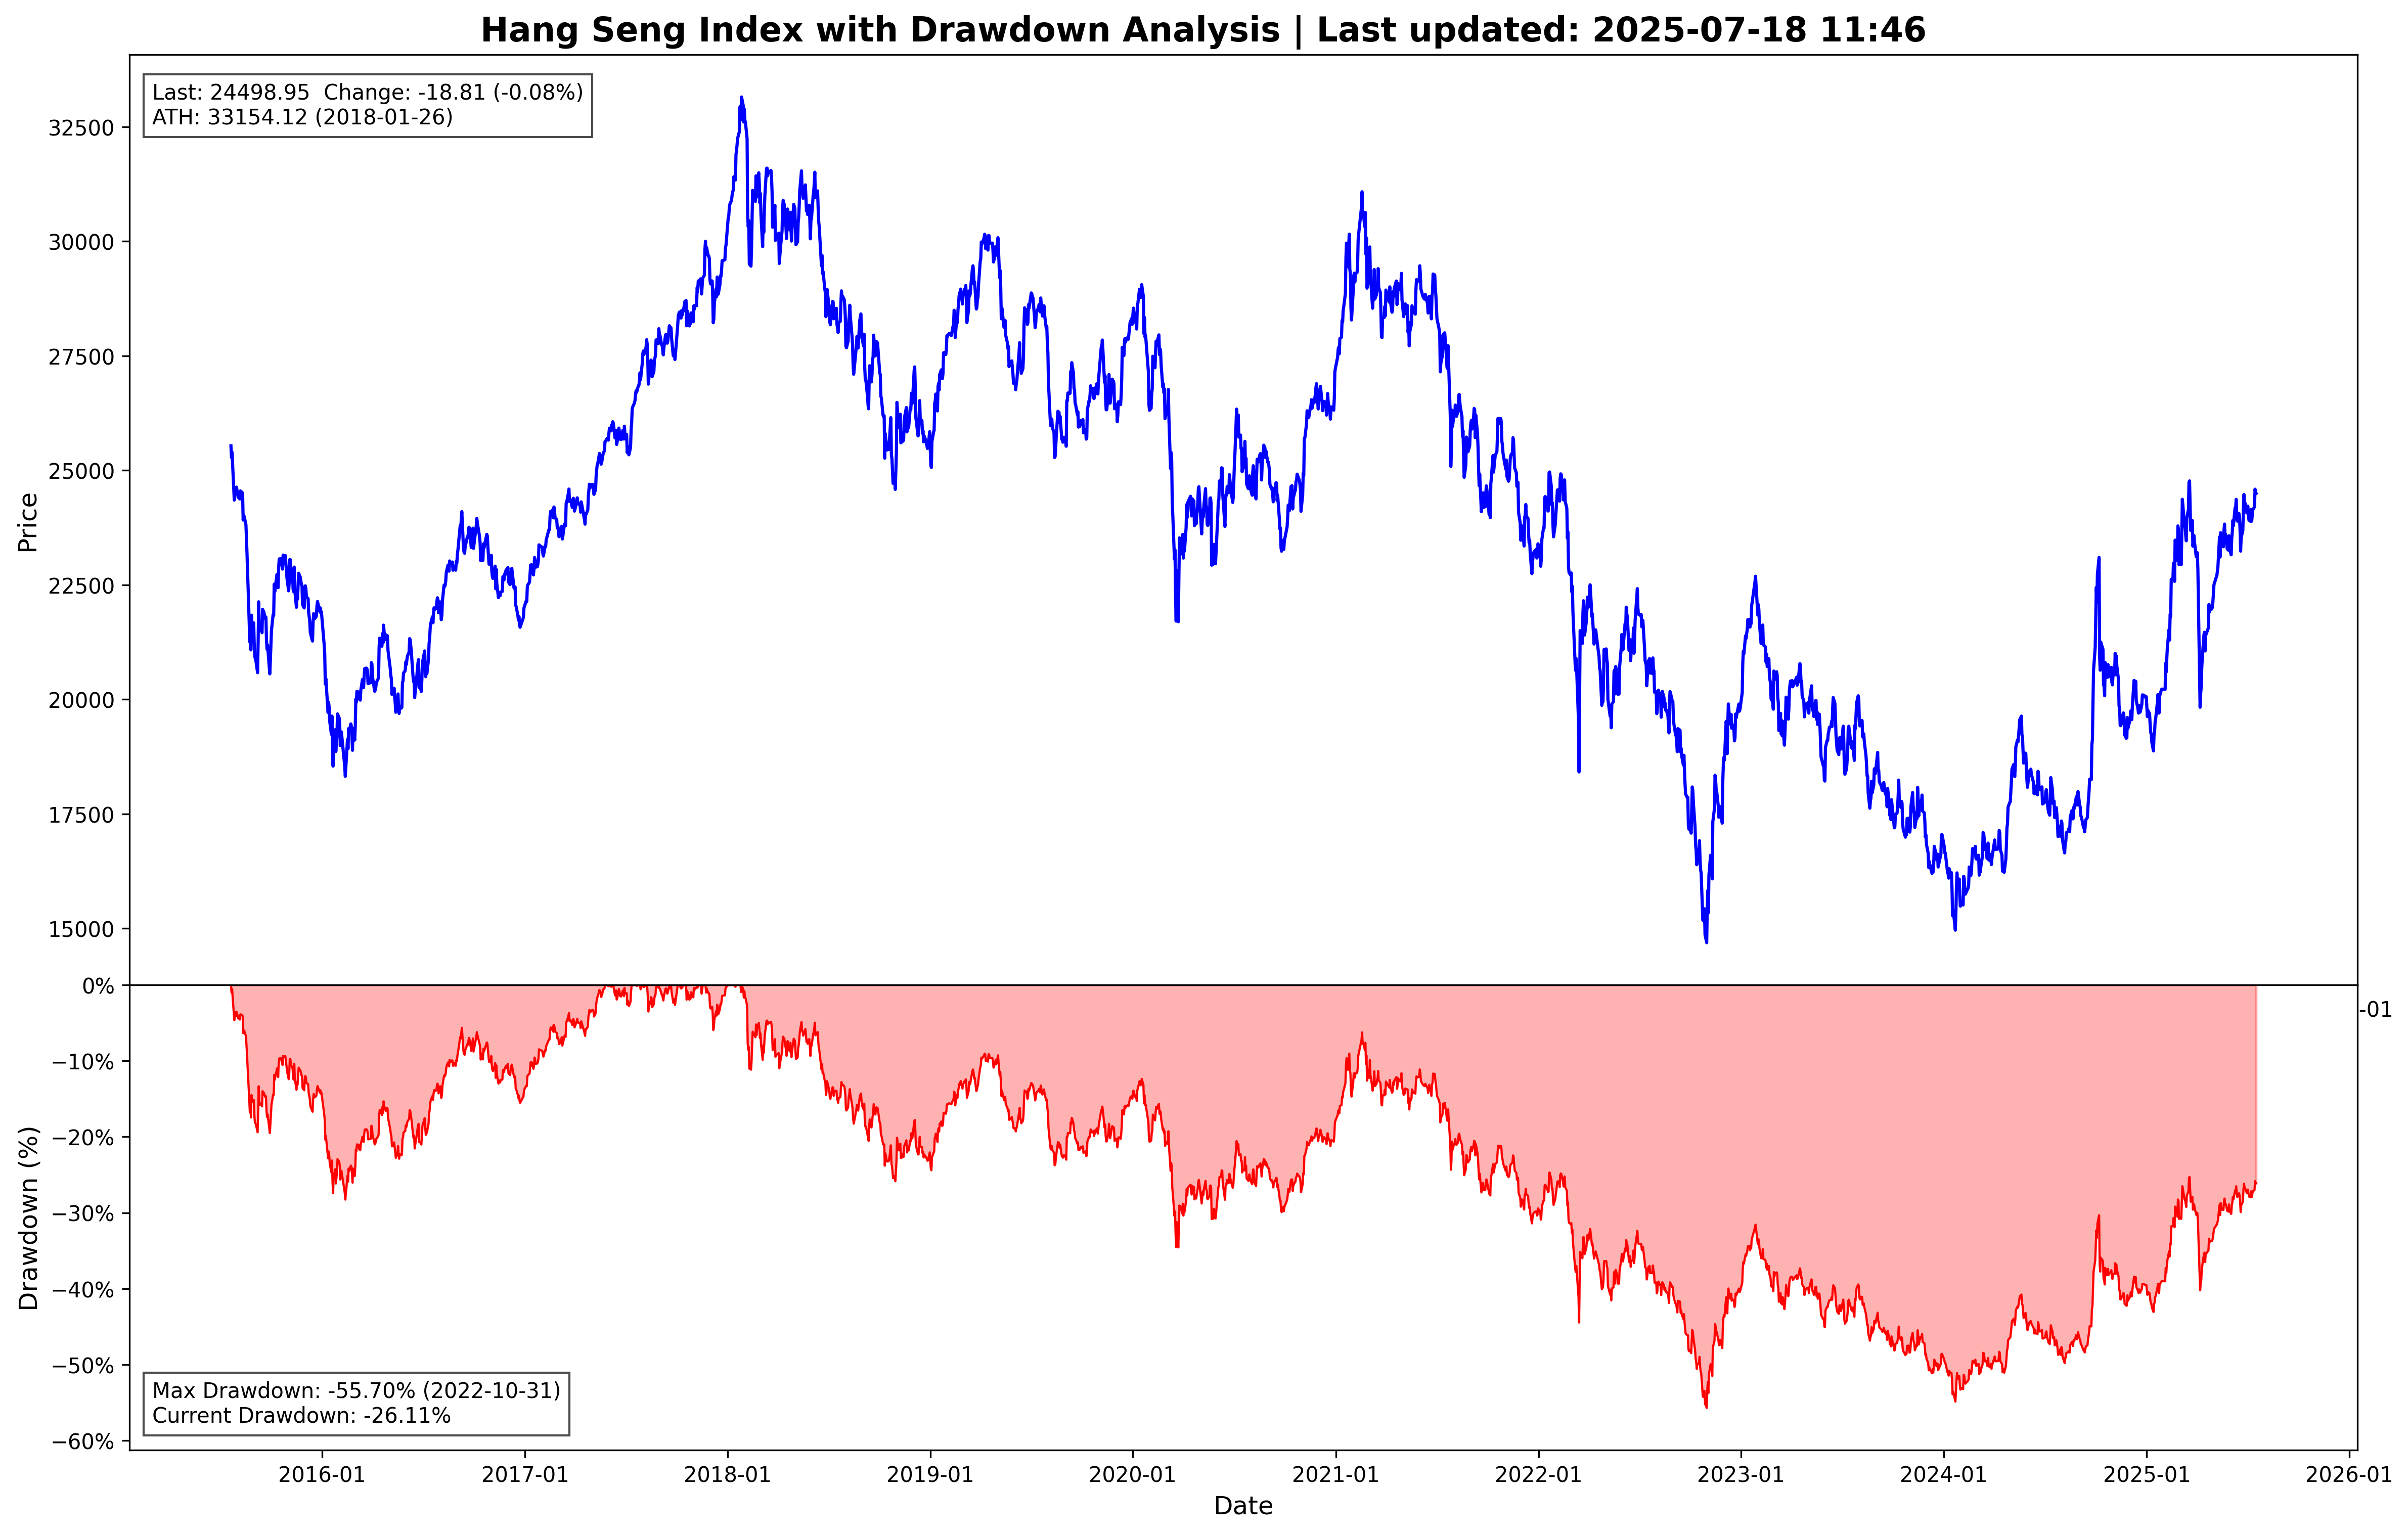 Hang Seng Index with Drawdown Analysis | Last updated: 2025-07-18 11:46
Last: 24498.95  Change: -18.81 (-0.08%)
ATH: 33154.12 (2018-01-26)
32500
30000
27500
25000
22500
20000
17500
15000
Price
-01
0%
−10%
−20%
−30%
−40%
−50%
−60%
Drawdown (%)
Max Drawdown: -55.70% (2022-10-31)
Current Drawdown: -26.11%
2016-01 2017-01 2018-01 2019-01 2020-01 2021-01 2022-01 2023-01 2024-01 2025-01 2026-01
Date